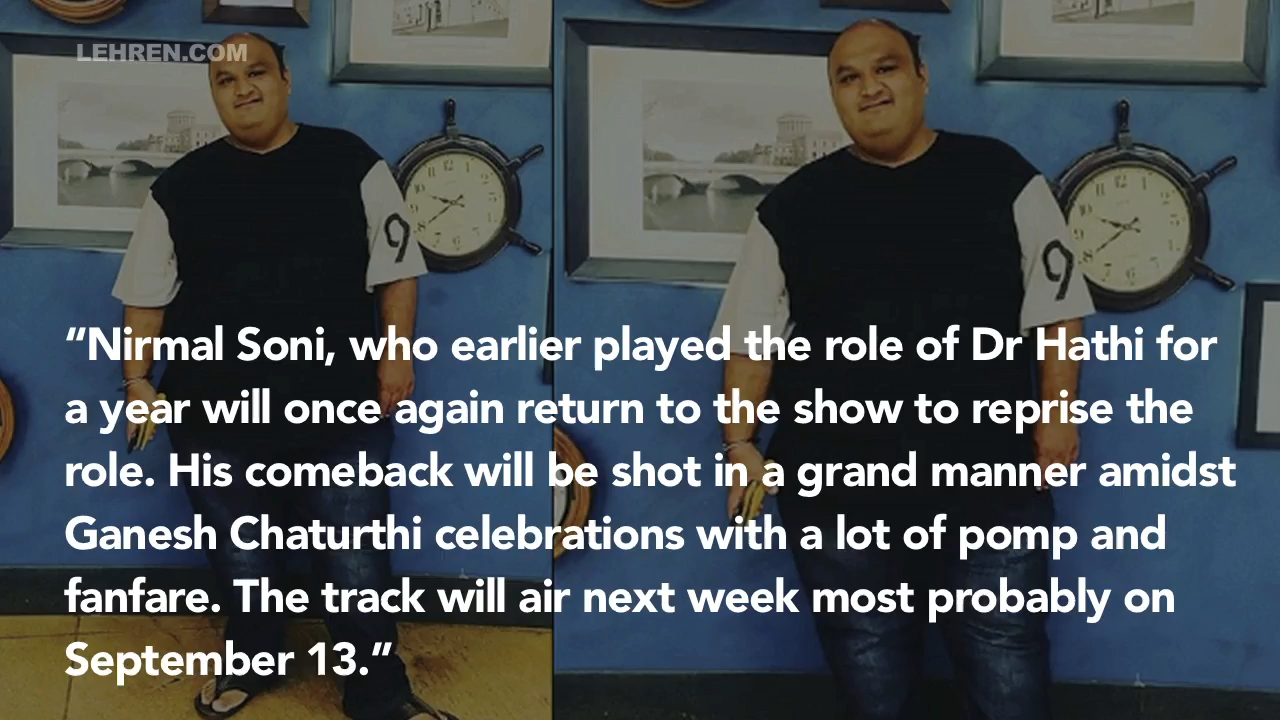 LEHREN.COM
9
9
“Nirmal Soni, who earlier played the role of Dr Hathi for
a year will once again return to the show to reprise the
role. His comeback will be shot in a grand manner amidst
Ganesh Chaturthi celebrations with a lot of pomp and
fanfare. The track will air next week most probably on
September 13.”